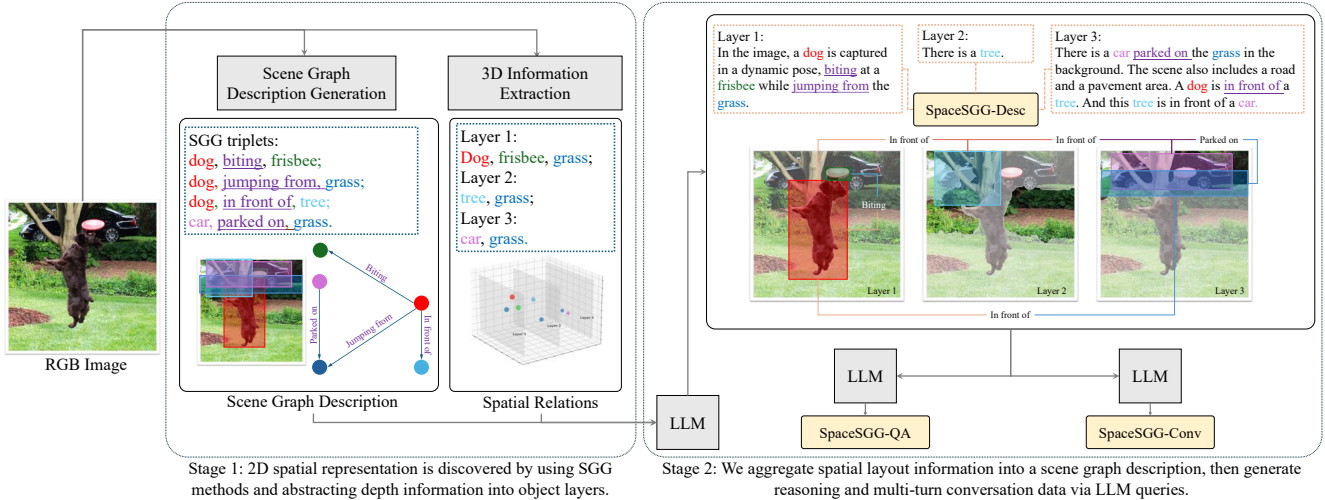 RGB Image
Scene Graph
Description Generation
3D Information
Extraction
SGG triplets:
dog, biting, frisbee;
dog, jumping from, grass;
dog, in front of, tree;
car, parked on, grass.
Biting
Parked on
Jumping from
In front of
Scene Graph Description
Layer 1:
Dog, frisbee, grass;
Layer 2:
tree, grass;
Layer 3:
car, grass.
Layer 1
Layer 2
Layer 3
Spatial Relations
Stage 1: 2D spatial representation is discovered by using SGG
methods and abstracting depth information into object layers.
LLM
Layer 1:
In the image, a dog is captured
in a dynamic pose, biting at a
frisbee while jumping from the
grass.
Layer 2:
There is a tree.
Layer 3:
There is a car parked on the grass in the
background. The scene also includes a road
and a pavement area. A dog is in front of a
tree. And this tree is in front of a car.
SpaceSGG-Desc
In front of
In front of
Parked on
Biting
Layer 1
Layer 2
Layer 3
In front of
LLM
LLM
SpaceSGG-QA
SpaceSGG-Conv
Stage 2: We aggregate spatial layout information into a scene graph description, then generate
reasoning and multi-turn conversation data via LLM queries.